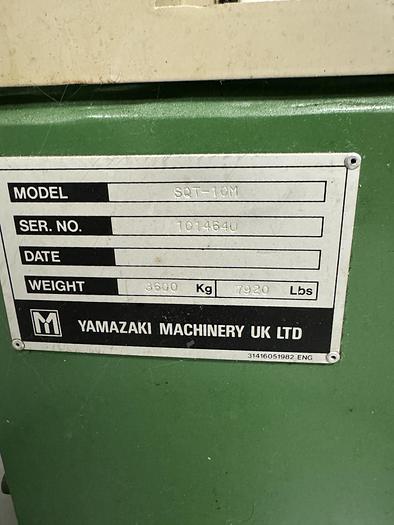 MODEL SQT-10M
SER. NO. 101464U
DATE
WEIGHT 3600 Kg 7920 Lbs
M YAMAZAKI MACHINERY UK LTD
31416051982 ENG